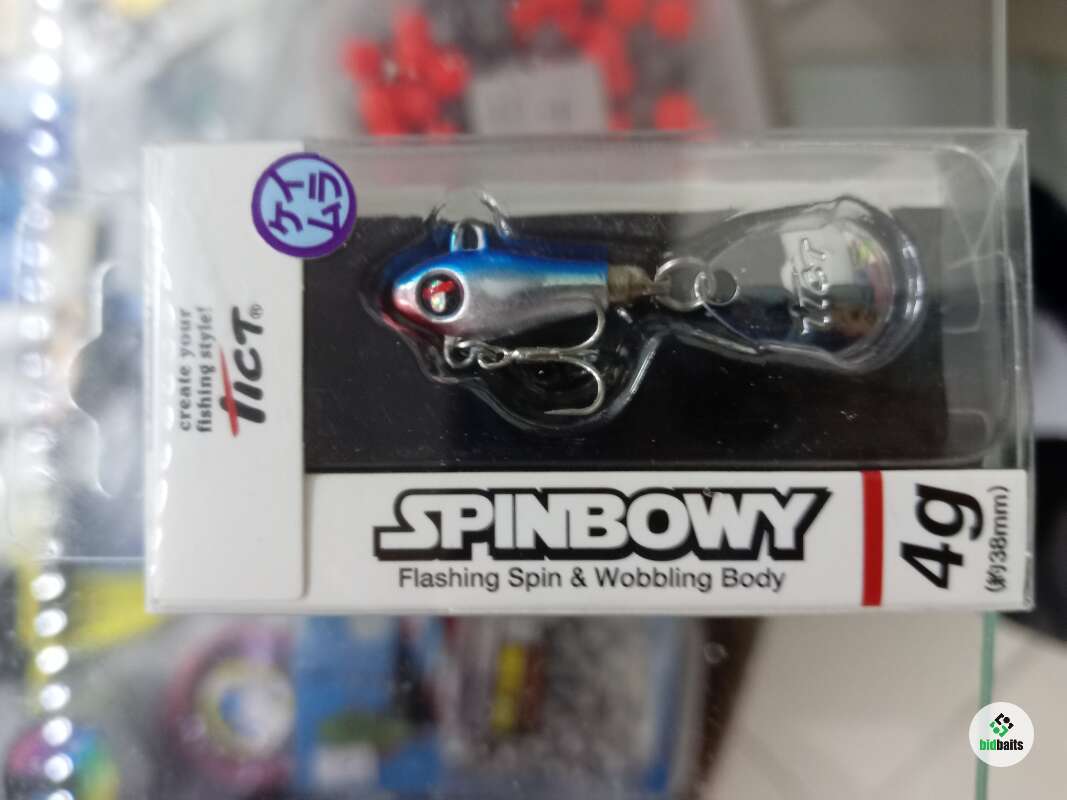 ケイ
ムラ
create your
fishing style!
TICT®
TICT
SPINBOWY
Flashing Spin & Wobbling Body
4g
(約38mm)
bidbaits